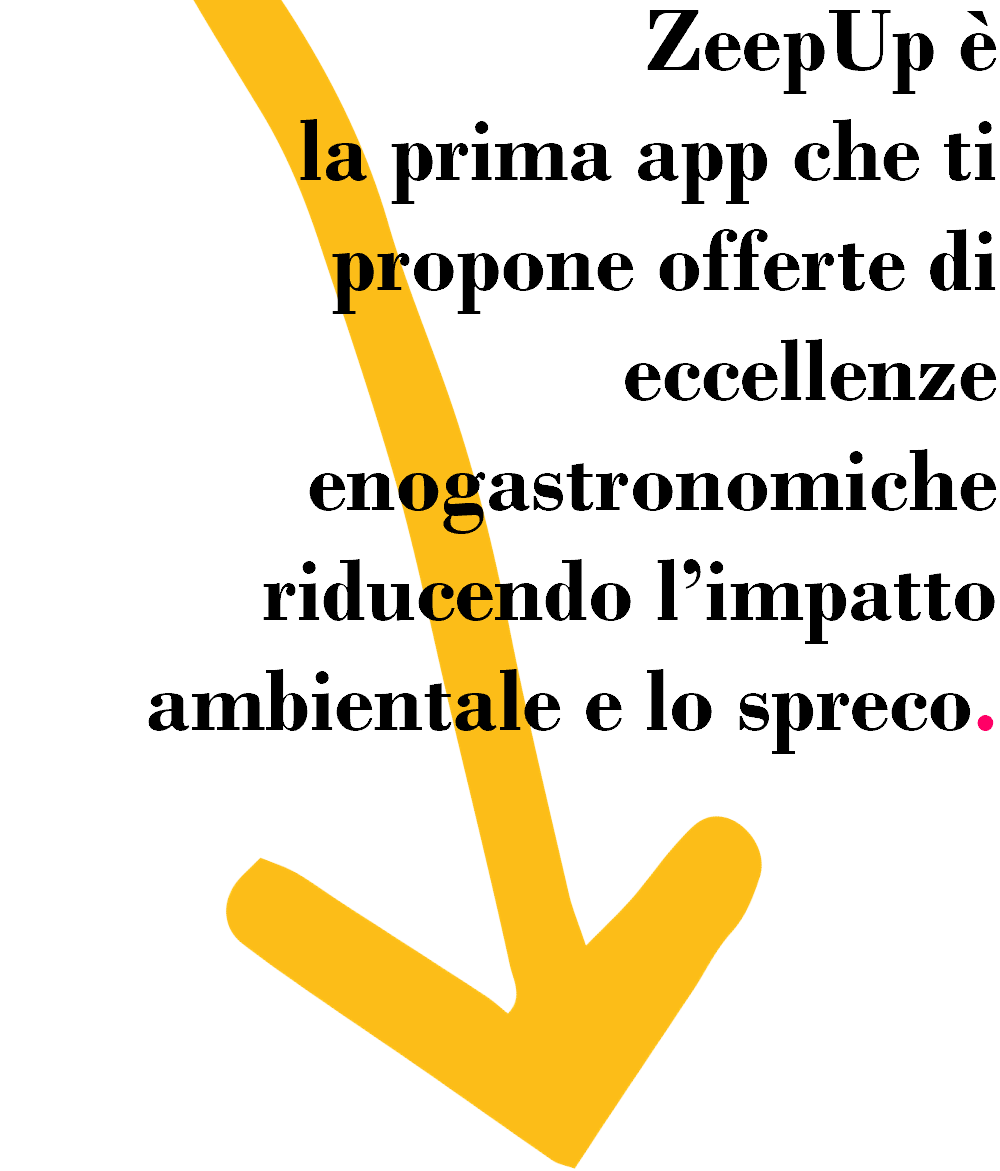 ZeepUp è
la prima app che ti
propone offerte di
eccellenze
enogastronomiche
riducendo l’impatto
ambientale e lo spreco.